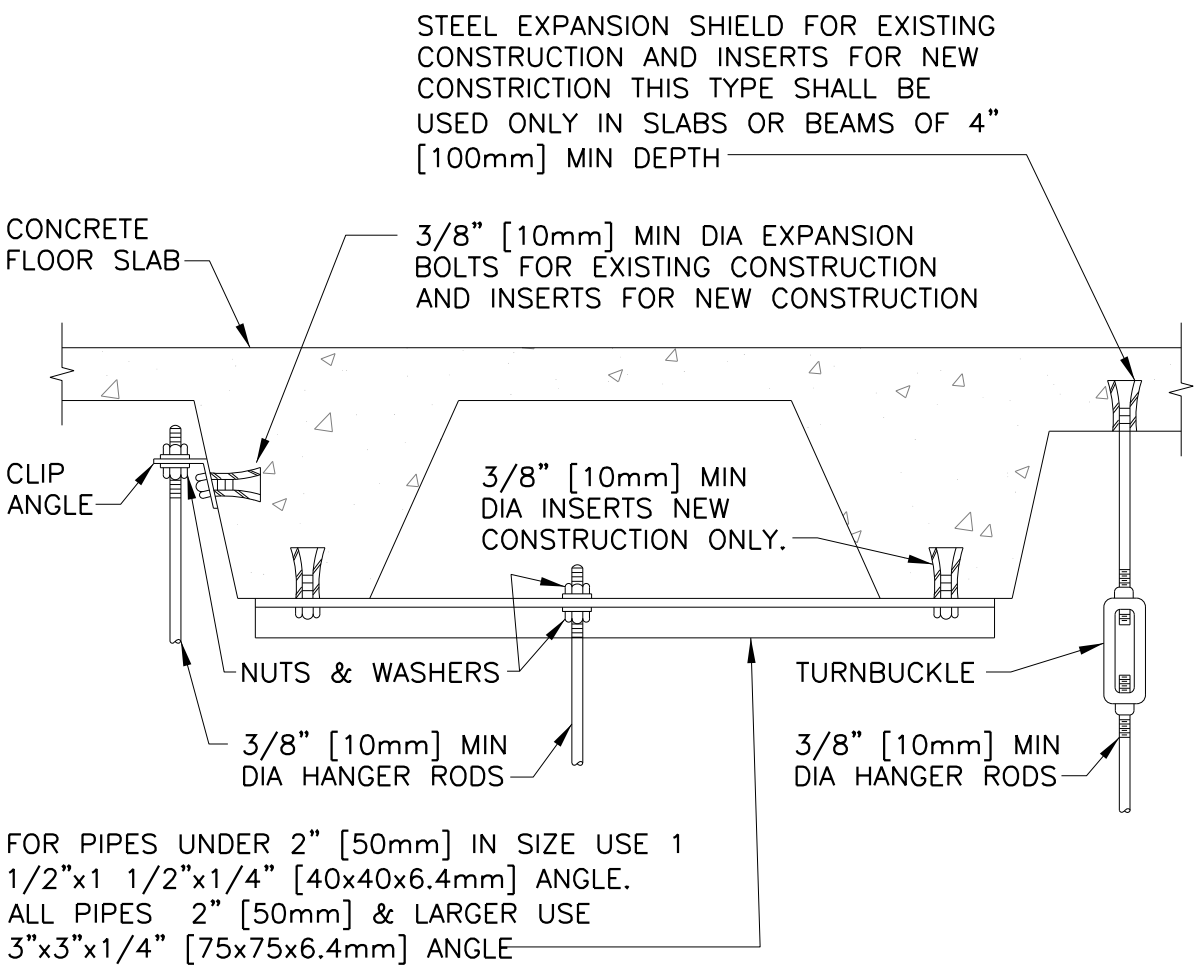 STEEL EXPANSION SHIELD FOR EXISTING
CONSTRUCTION AND INSERTS FOR NEW
CONSTRICTION THIS TYPE SHALL BE
USED ONLY IN SLABS OR BEAMS OF 4"
[100mm] MIN DEPTH
CONCRETE
FLOOR SLAB
3/8" [10mm] MIN DIA EXPANSION
BOLTS FOR EXISTING CONSTRUCTION
AND INSERTS FOR NEW CONSTRUCTION
CLIP
ANGLE
3/8" [10mm] MIN
DIA INSERTS NEW
CONSTRUCTION ONLY.
NUTS & WASHERS
TURNBUCKLE
3/8" [10mm] MIN
DIA HANGER RODS
3/8" [10mm] MIN
DIA HANGER RODS
FOR PIPES UNDER 2" [50mm] IN SIZE USE 1
1/2"x1 1/2"x1/4" [40x40x6.4mm] ANGLE.
ALL PIPES 2" [50mm] & LARGER USE
3"x3"x1/4" [75x75x6.4mm] ANGLE